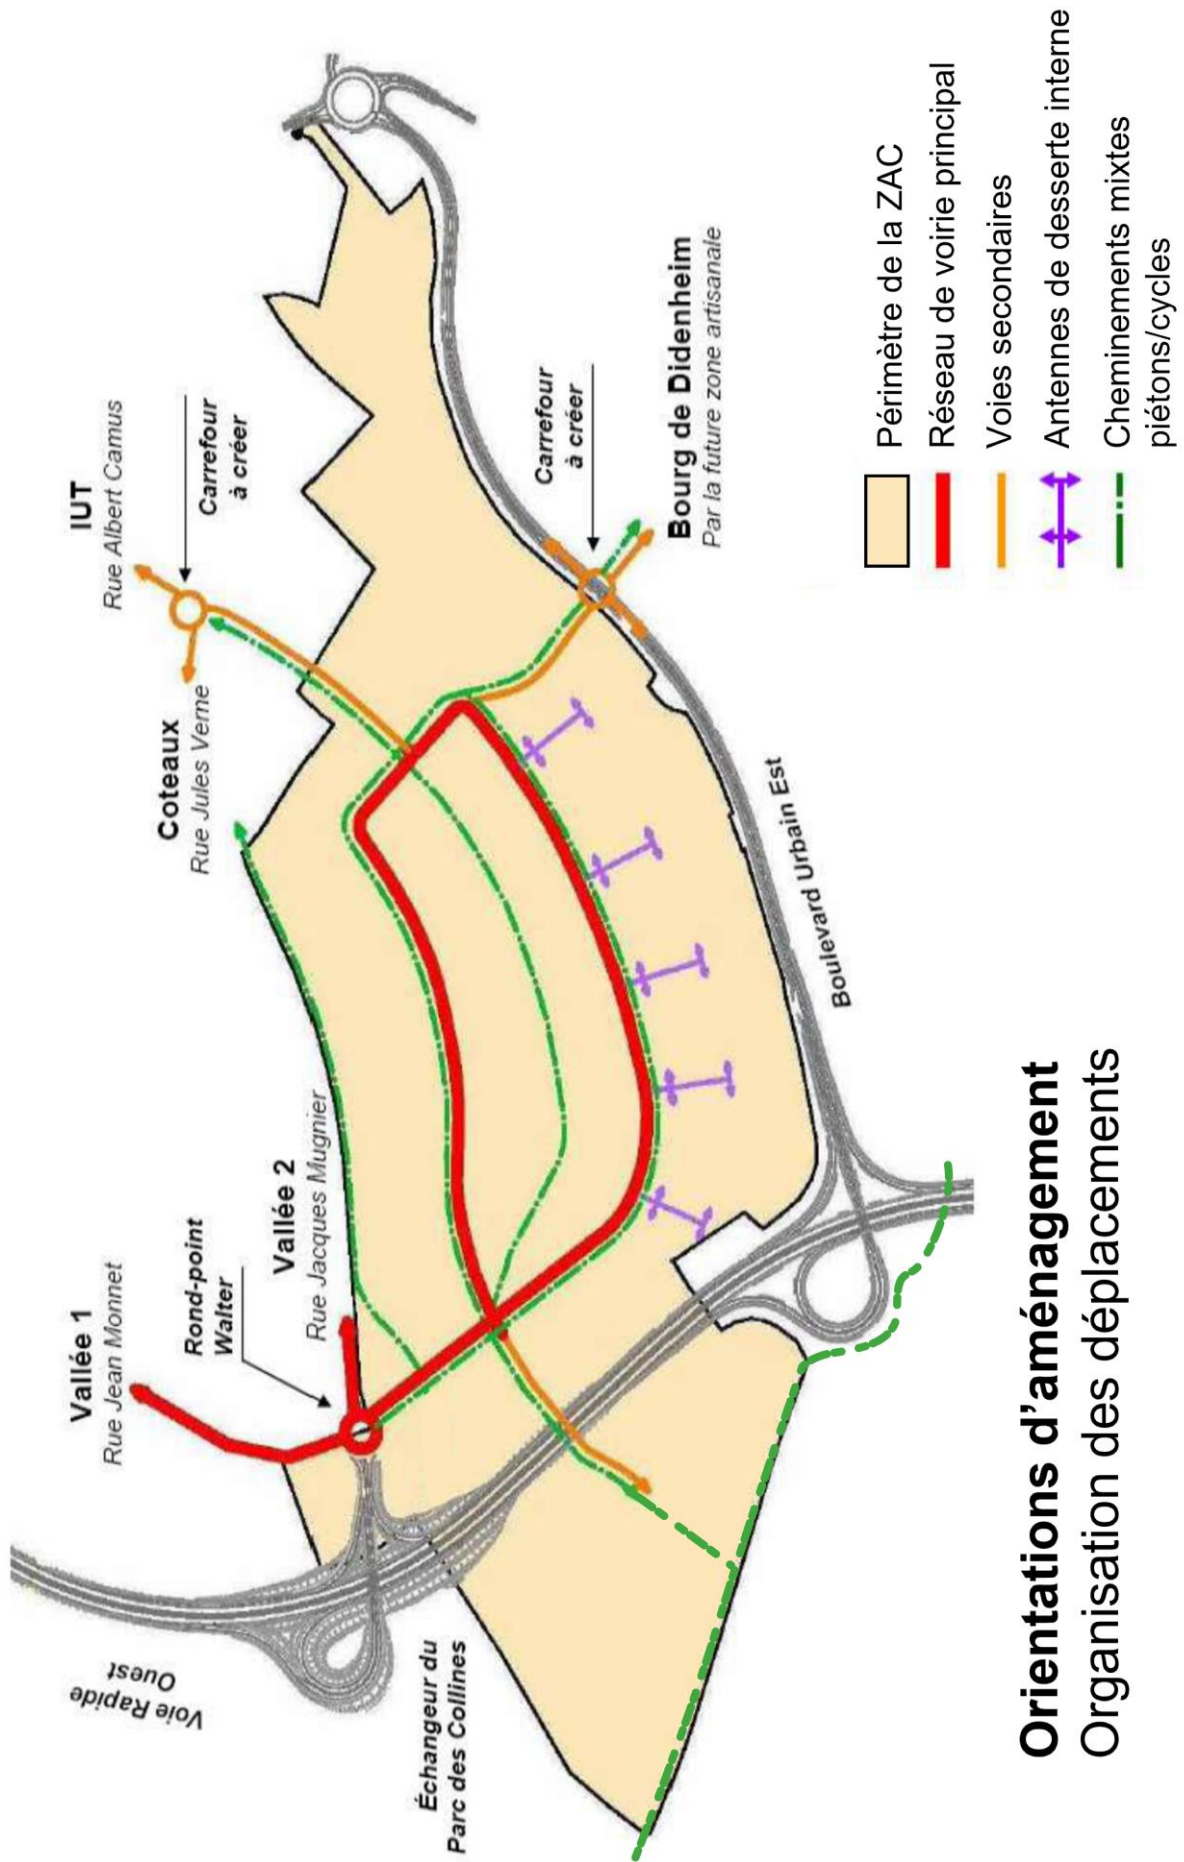 Voie Rapide
Ouest
Échangeur du
Parc des Collines
Vallée 1
Rue Jean Monnet
Rond-point
Walter
Vallée 2
Rue Jacques Mugnier
Coteaux
Rue Jules Verne
IUT
Rue Albert Camus
Carrefour
à créer
Carrefour
à créer
Bourg de Didenheim
Par la future zone artisanale
Boulevard Urbain Est
Orientations d'aménagement
Organisation des déplacements
Périmètre de la ZAC
Réseau de voirie principal
Voies secondaires
Antennes de desserte interne
Cheminements mixtes
piétons/cycles